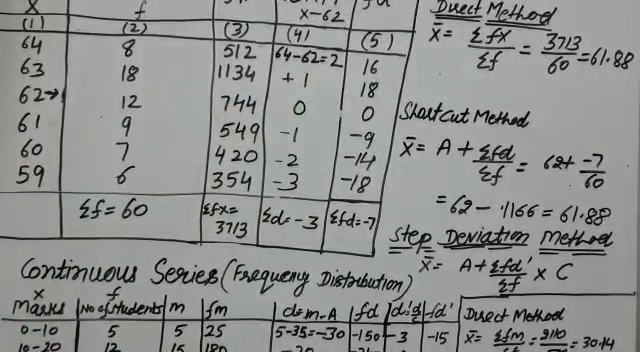 X f x-62 fd
(1) (2) (3) (4) (5)
64 8 512 64-62=2 16
63 18 1134 +1 18
62→ 12 744 0 0
61 9 549 -1 -9
60 7 420 -2 -14
59 6 354 -3 -18
Σf=60 Σfx=3713 Σd=-3 Σfd=-7
Direct Method
x̄ = Σfx/Σf = 3713/60 = 61.88
Shortcut Method
x̄ = A + Σfd/Σf = 62+ -7/60
= 62 - .1166 = 61.88
Step Deviation Method
x̄ = A + Σfd'/Σf × C
Continuous Series (Frequency Distribution)
x f
Marks No of students m fm d=m-A fd fd'
0-10 5 5 25 5-35=-30 -150 -3 -15
10-20 12 15 180
Direct Method
x̄ = Σfm/Σf = = 30.14